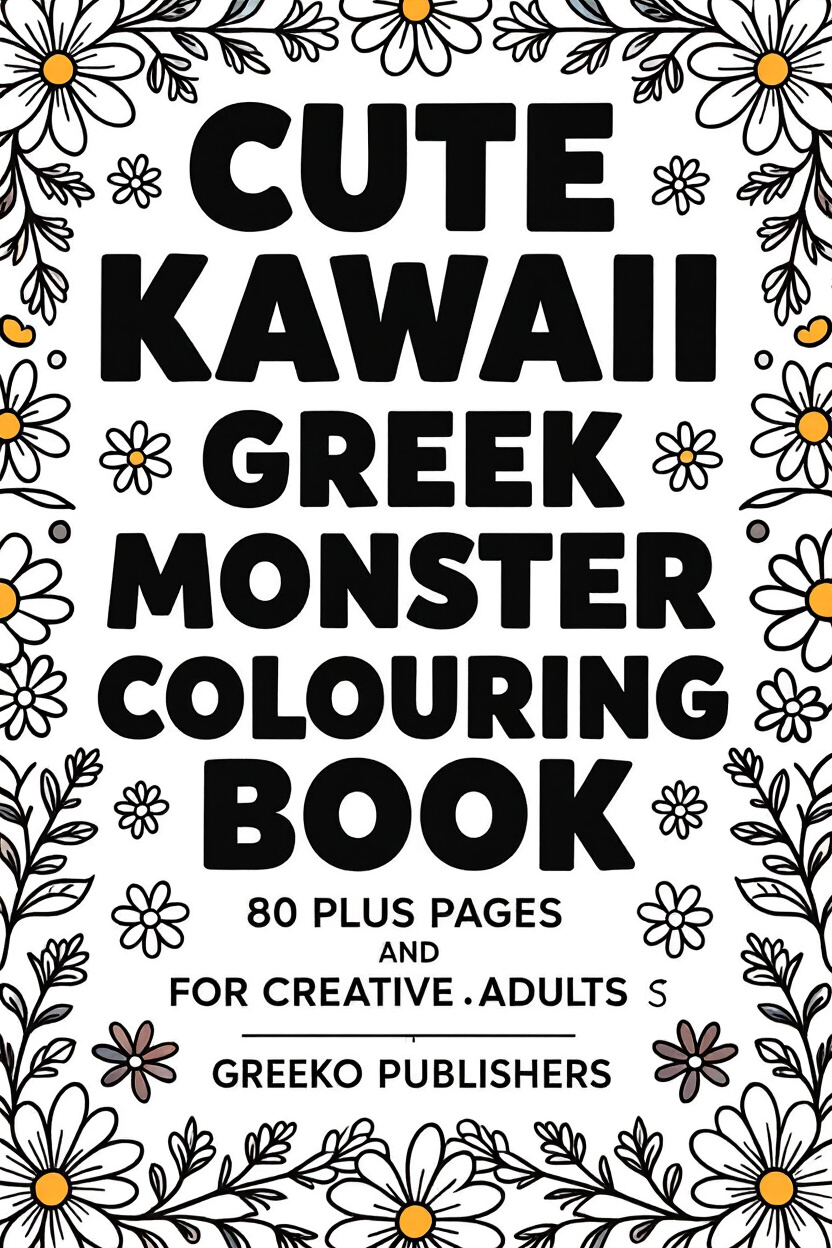 CUTE
KAWAII
GREEK
MONSTER
COLOURING
BOOK
80 PLUS PAGES
AND
FOR CREATIVE . ADULTS S
GREEKO PUBLISHERS